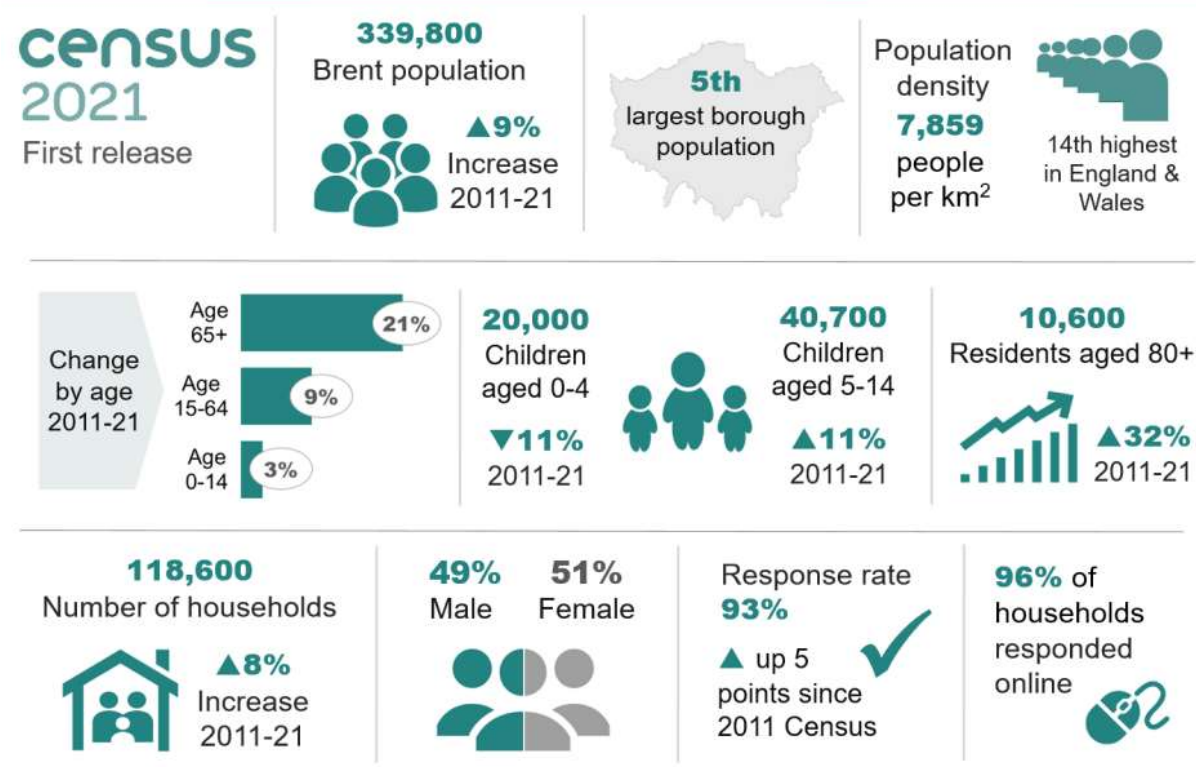 census
2021
First release
339,800
Brent population
▲9%
Increase
2011-21
5th
largest borough
population
Population
density
7,859
people
per km²
14th highest
in England &
Wales
Change
by age
2011-21
Age
65+
21%
Age
15-64
9%
Age
0-14
3%
20,000
Children
aged 0-4
▼11%
2011-21
40,700
Children
aged 5-14
▲11%
2011-21
10,600
Residents aged 80+
▲32%
2011-21
118,600
Number of households
▲8%
Increase
2011-21
49%
Male
51%
Female
Response rate
93%
▲ up 5
points since
2011 Census
96% of
households
responded
online